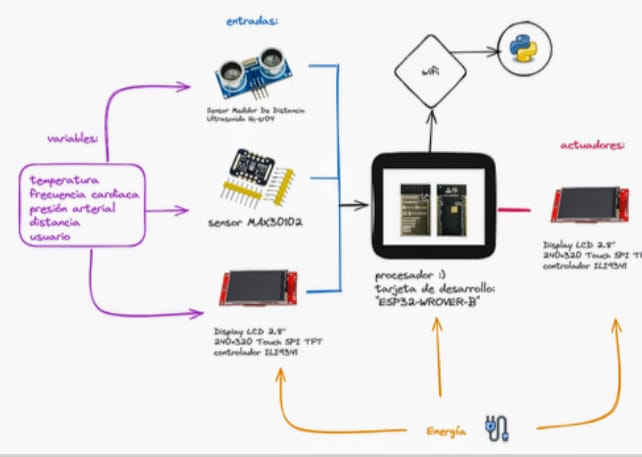 entradas:
Sensor Medidor De Distancia
Ultrasonido Hc-sr04
variables:
temperatura
frecuencia cardiaca
presión arterial
distancia
usuario
sensor MAX30102
Display LCD 2.8"
240x320 Touch SPI TFT
controlador ILI9341
wifi
procesador :)
tarjeta de desarrollo:
"ESP32-WROVER-B"
actuadores:
Display LCD 2.8"
240x320 Touch SPI TF
controlador ILI9341
Energía